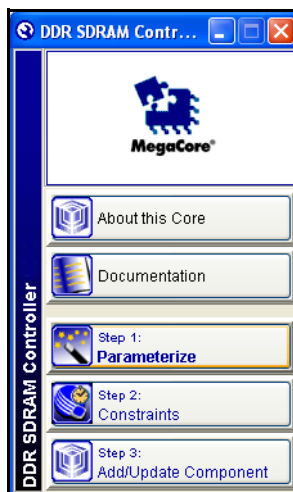 DDR SDRAM Contr...
MegaCore®
About this Core
Documentation
Step 1:
Parameterize
Step 2:
Constraints
Step 3:
Add/Update Component
DDR SDRAM Controller